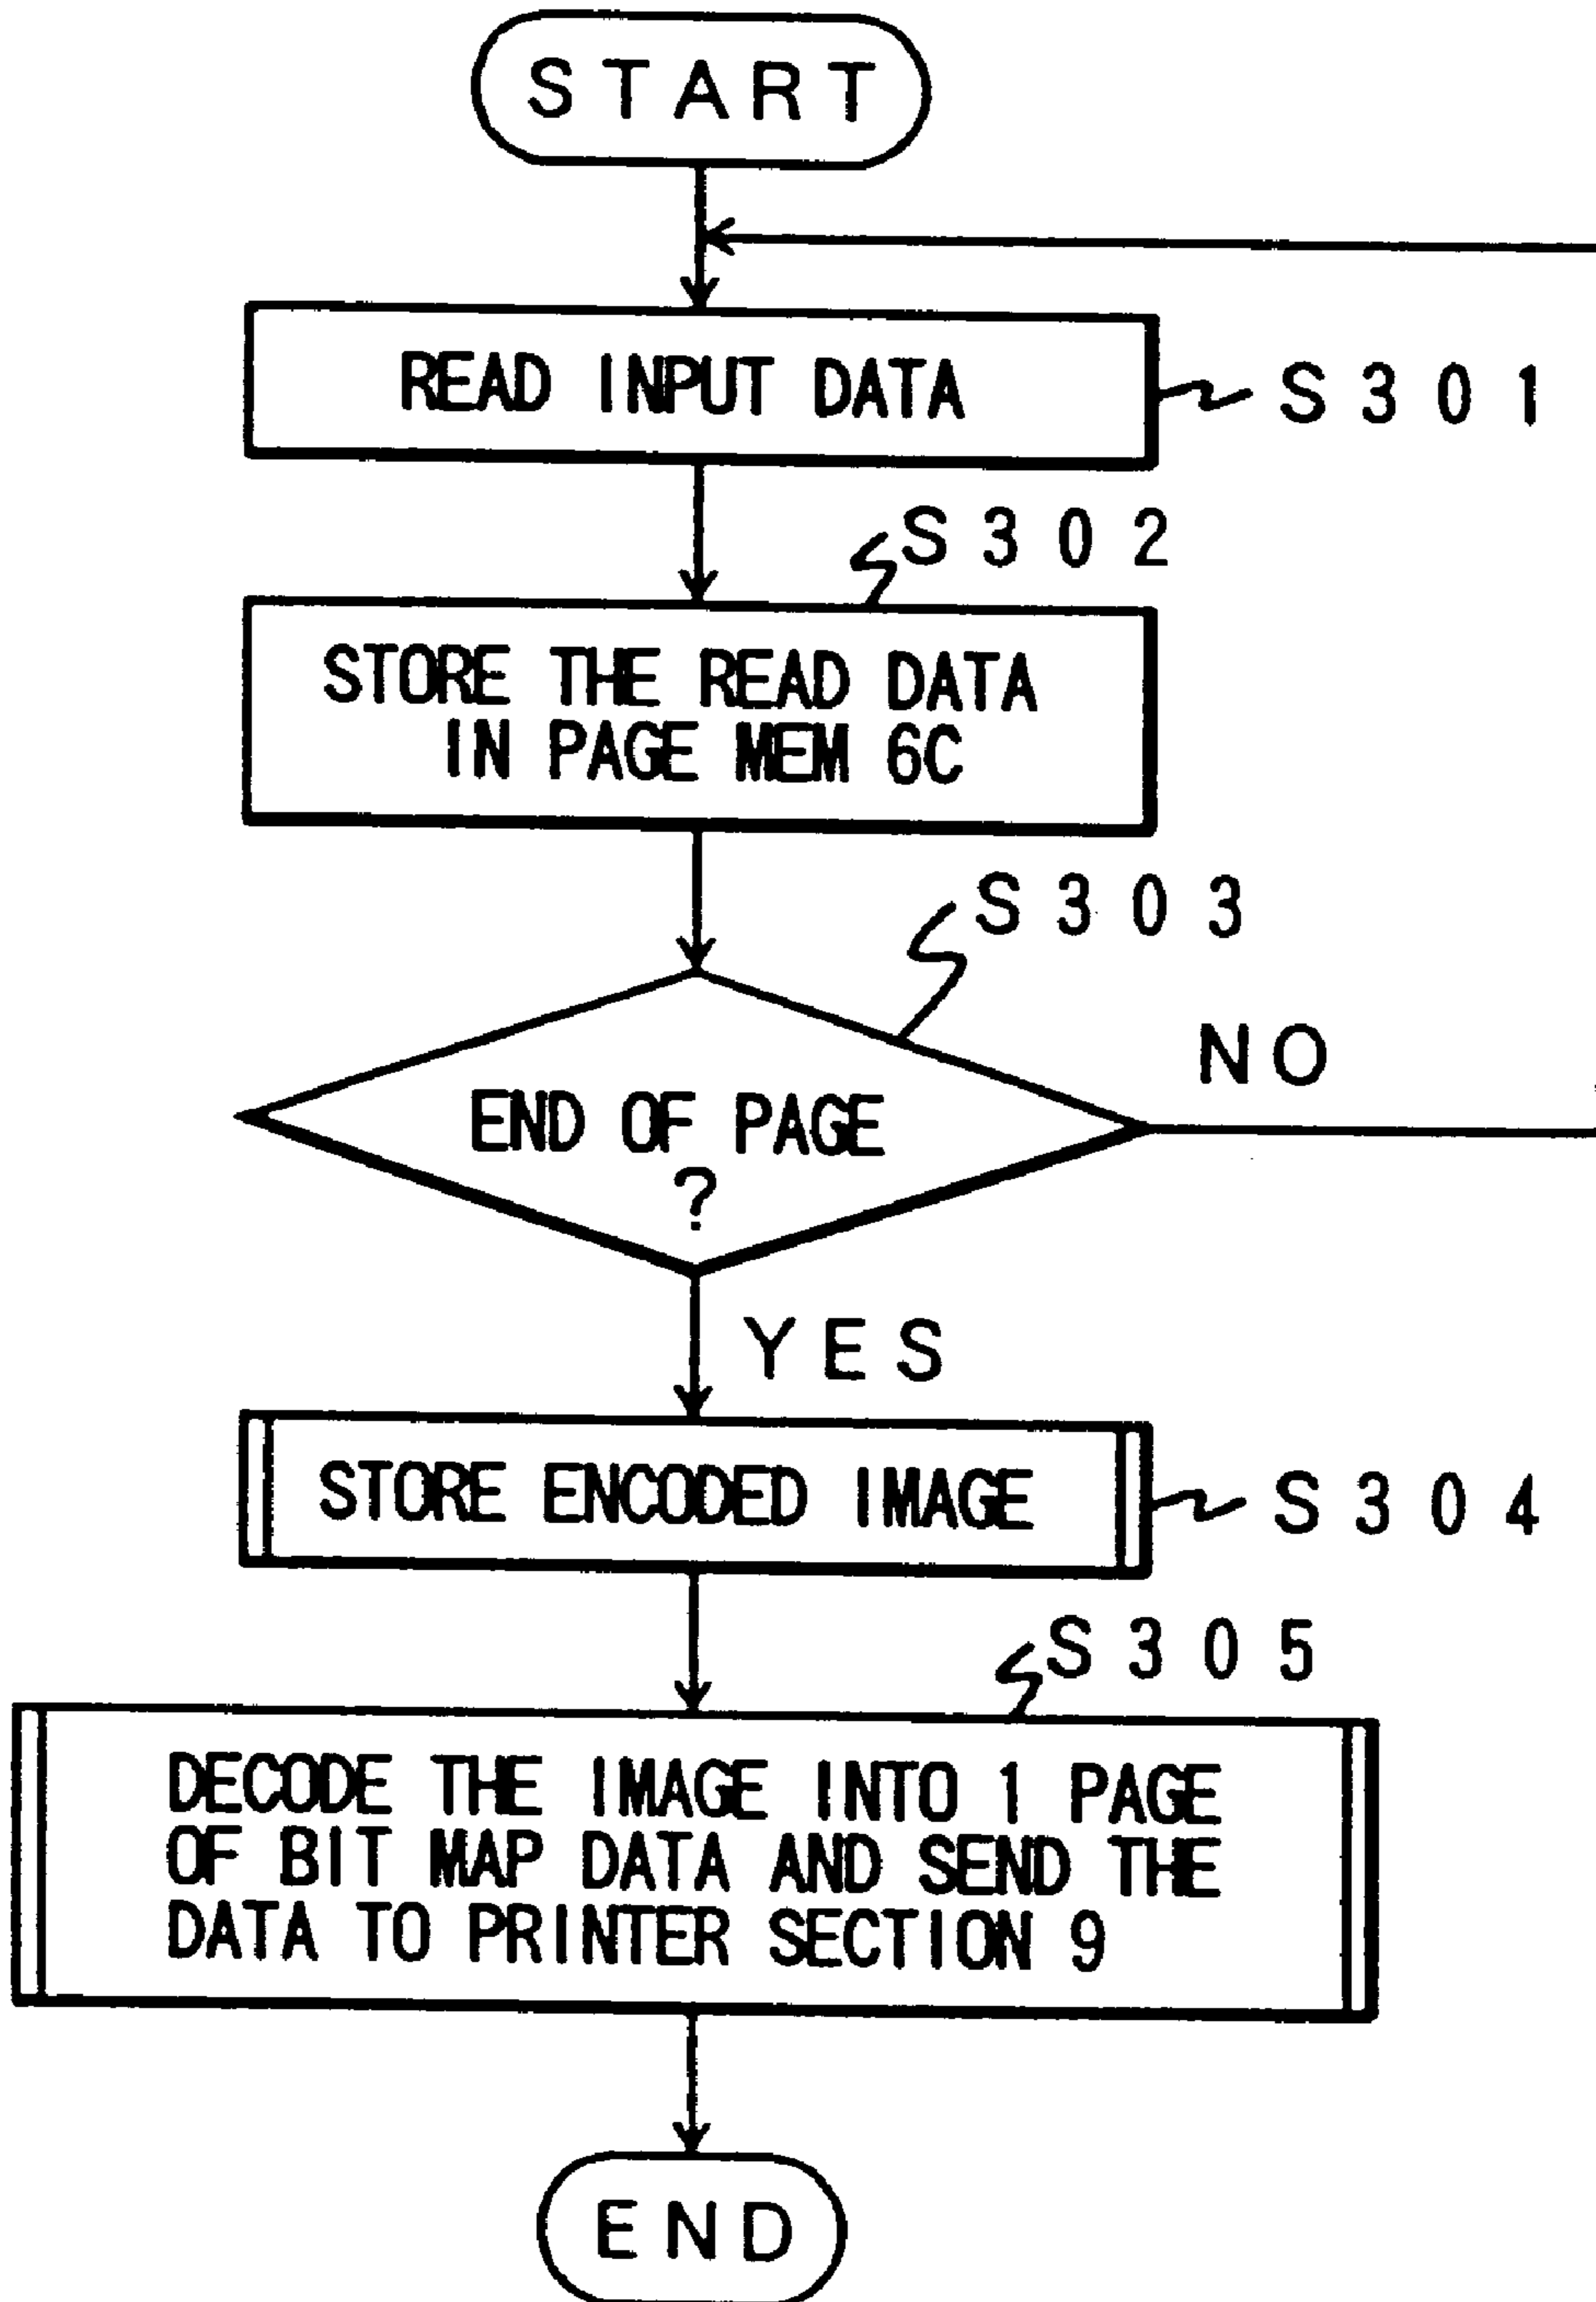 START
READ INPUT DATA
S301
S302
STORE THE READ DATA
IN PAGE MEM 6C
S303
END OF PAGE
?
NO
YES
STORE ENCODED IMAGE
S304
S305
DECODE THE IMAGE INTO 1 PAGE
OF BIT MAP DATA AND SEND THE
DATA TO PRINTER SECTION 9
END